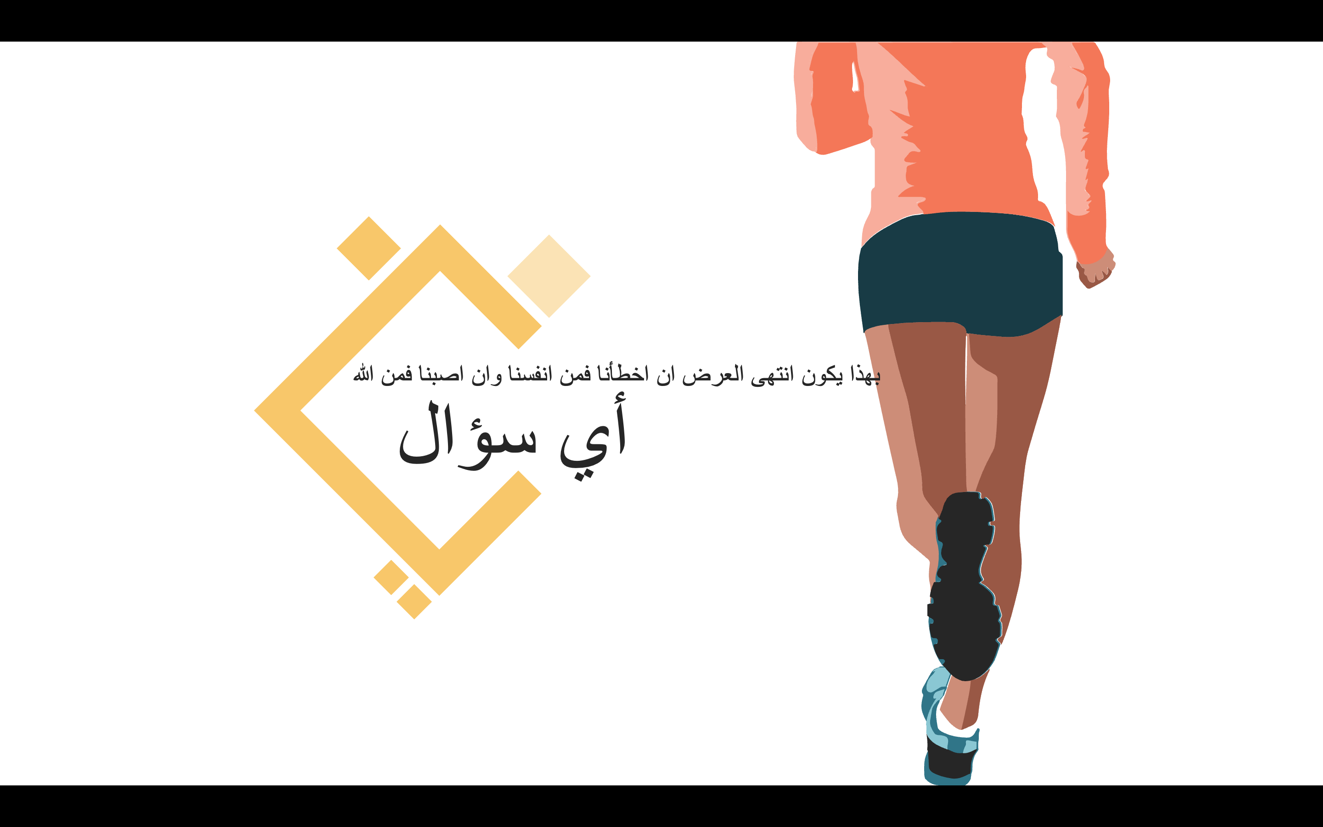 بهذا يكون انتهى العرض ان اخطأنا فمن انفسنا وان اصبنا فمن الله
أي سؤال